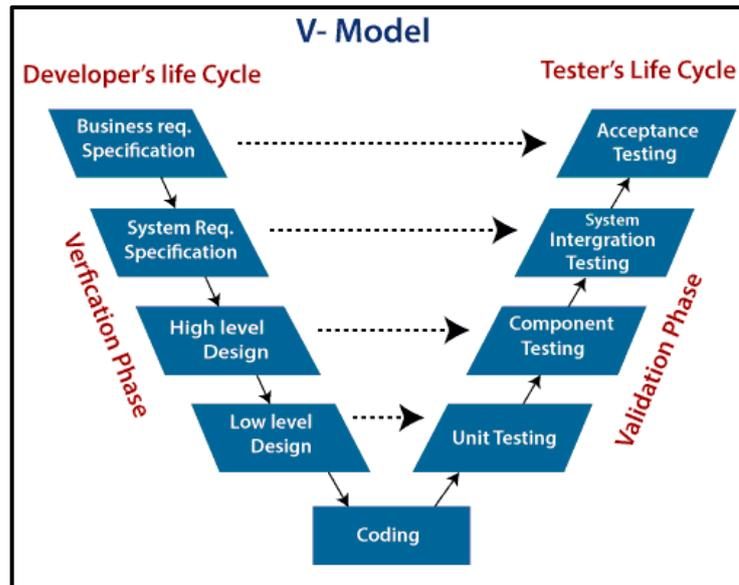 V- Model
Developer's life Cycle
Tester's Life Cycle
Business req.
Specification
Acceptance
Testing
System Req.
Specification
System
Intergration
Testing
Verfication Phase
High level
Design
Component
Testing
Validation Phase
Low level
Design
Unit Testing
Coding